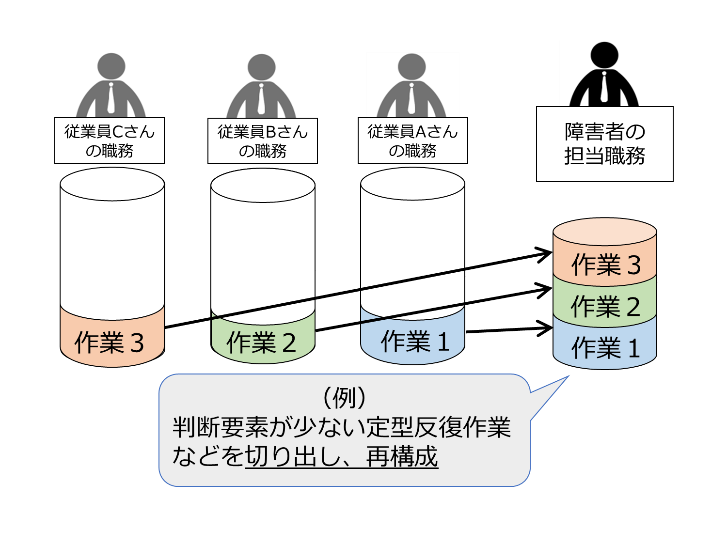 従業員Cさん
の職務
従業員Bさん
の職務
従業員Aさん
の職務
障害者の
担当職務
作業３
作業２
作業１
作業３
作業２
作業１
（例）
判断要素が少ない定型反復作業
などを切り出し、再構成